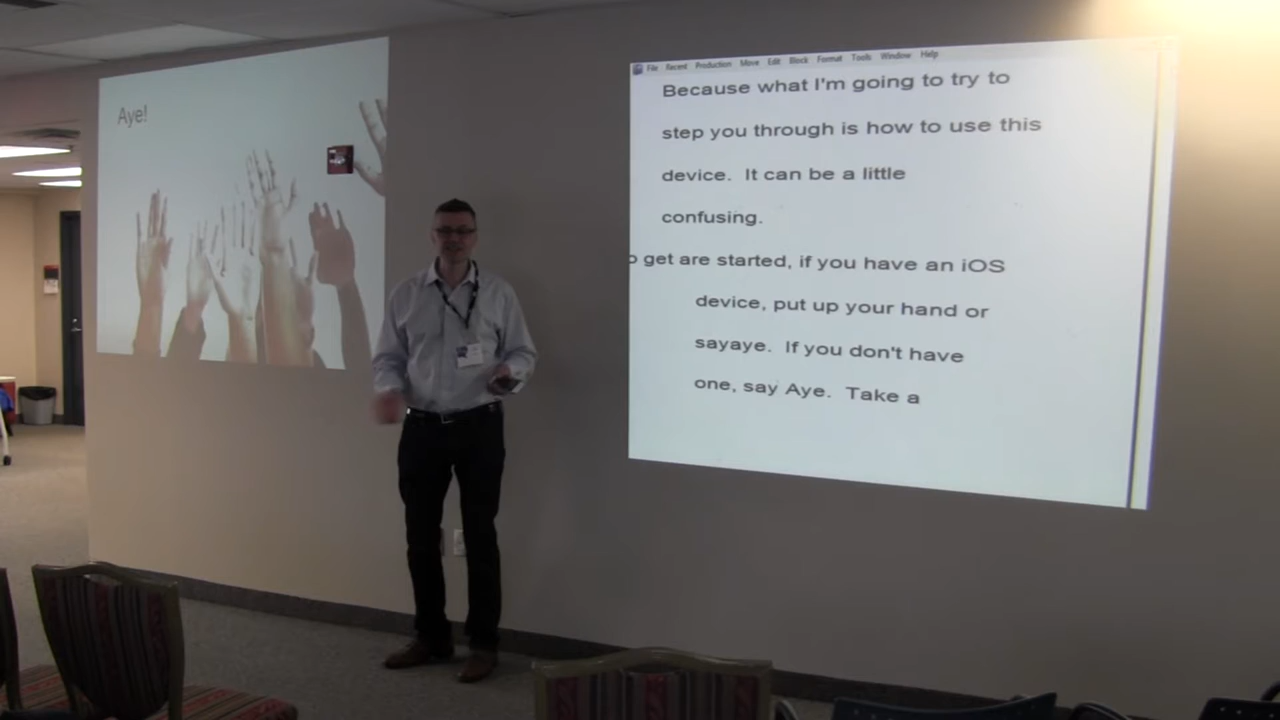 Aye!
File Recent Production Move Edit Block Format Tools Window Help
Because what I'm going to try to
step you through is how to use this
device. It can be a little
confusing.
o get are started, if you have an iOS
device, put up your hand or
sayaye. If you don't have
one, say Aye. Take a